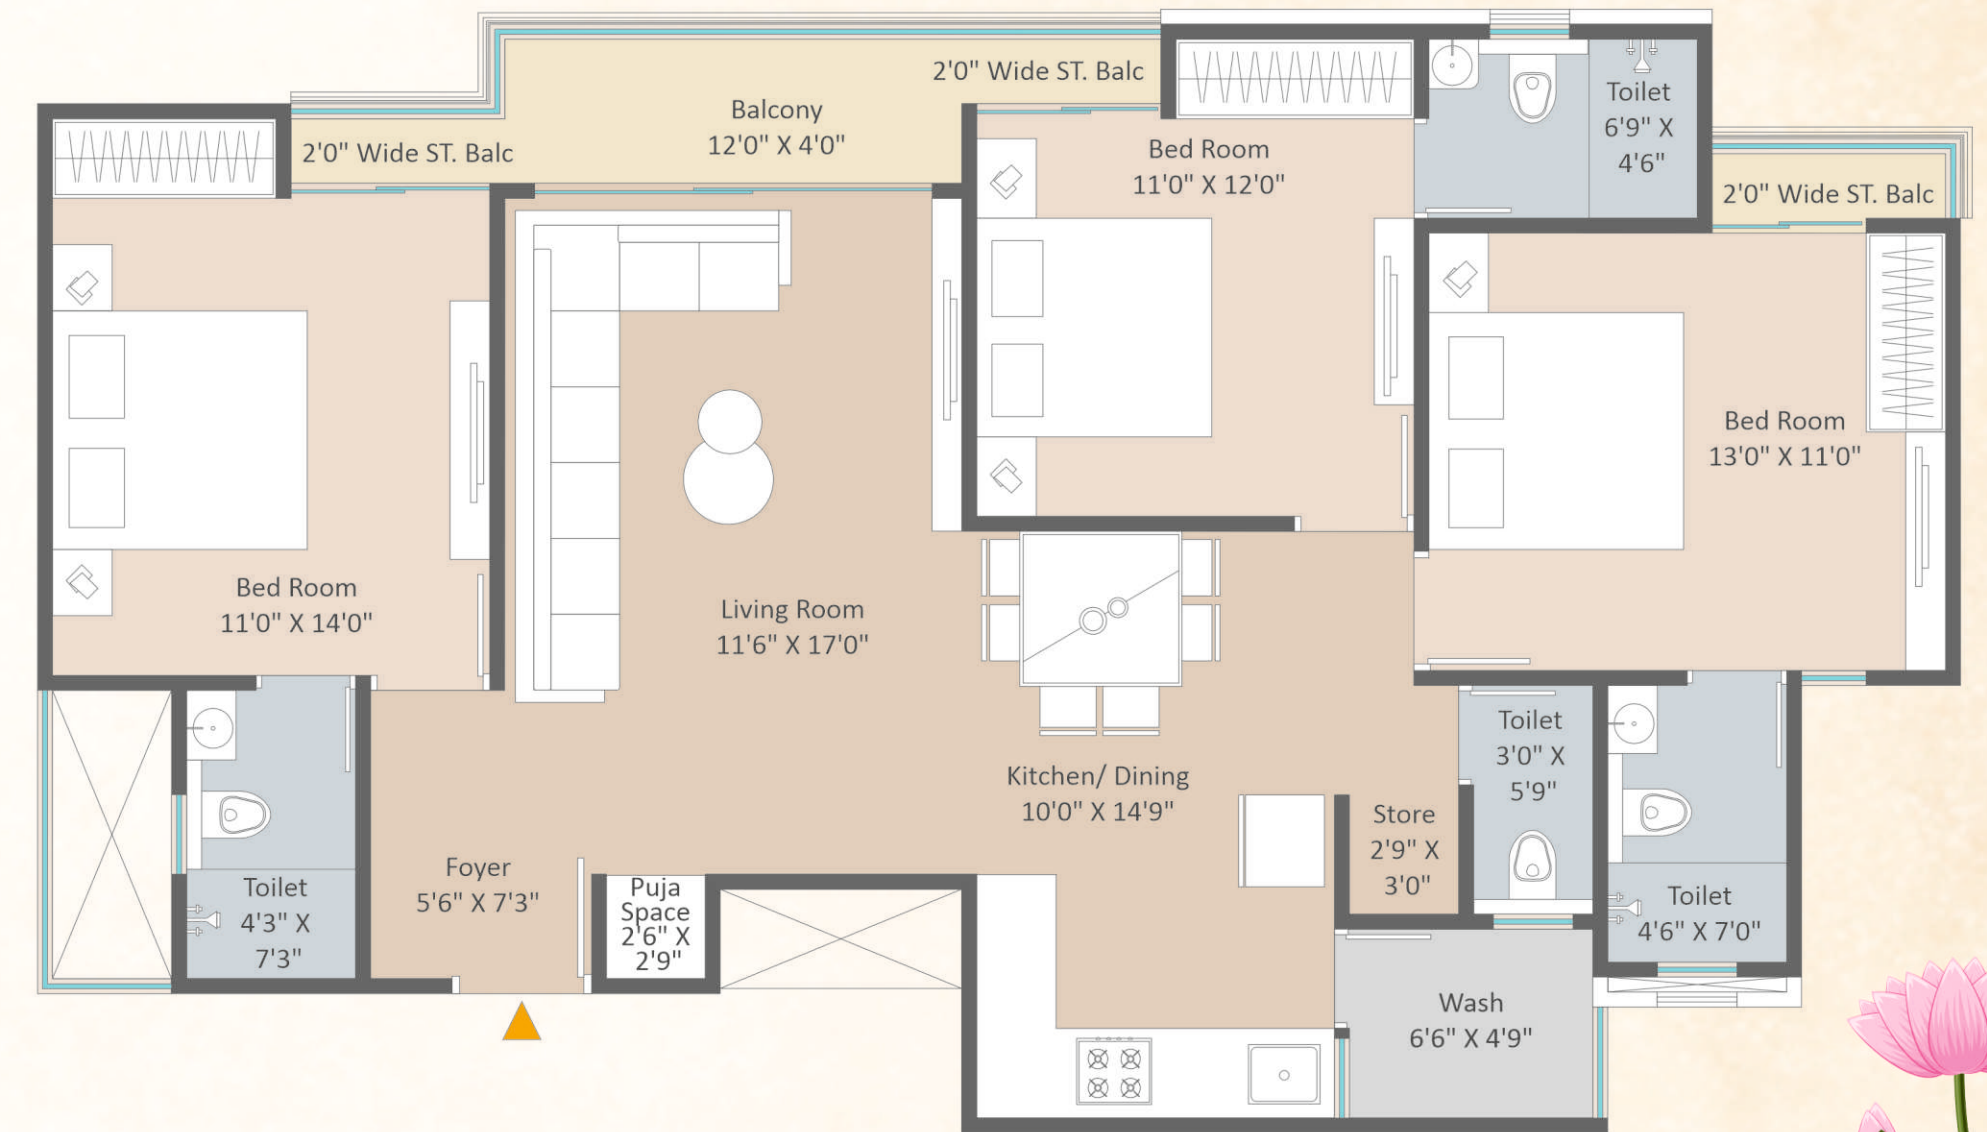 2'0" Wide ST. Balc
Balcony
12'0" X 4'0"
2'0" Wide ST. Balc
Bed Room
11'0" X 12'0"
Toilet
6'9" X
4'6"
2'0" Wide ST. Balc
Bed Room
13'0" X 11'0"
Bed Room
11'0" X 14'0"
Living Room
11'6" X 17'0"
Kitchen/ Dining
10'0" X 14'9"
Toilet
3'0" X
5'9"
Store
2'9" X
3'0"
Foyer
5'6" X 7'3"
Puja
Space
2'6" X
2'9"
Toilet
4'3" X
7'3"
Toilet
4'6" X 7'0"
Wash
6'6" X 4'9"